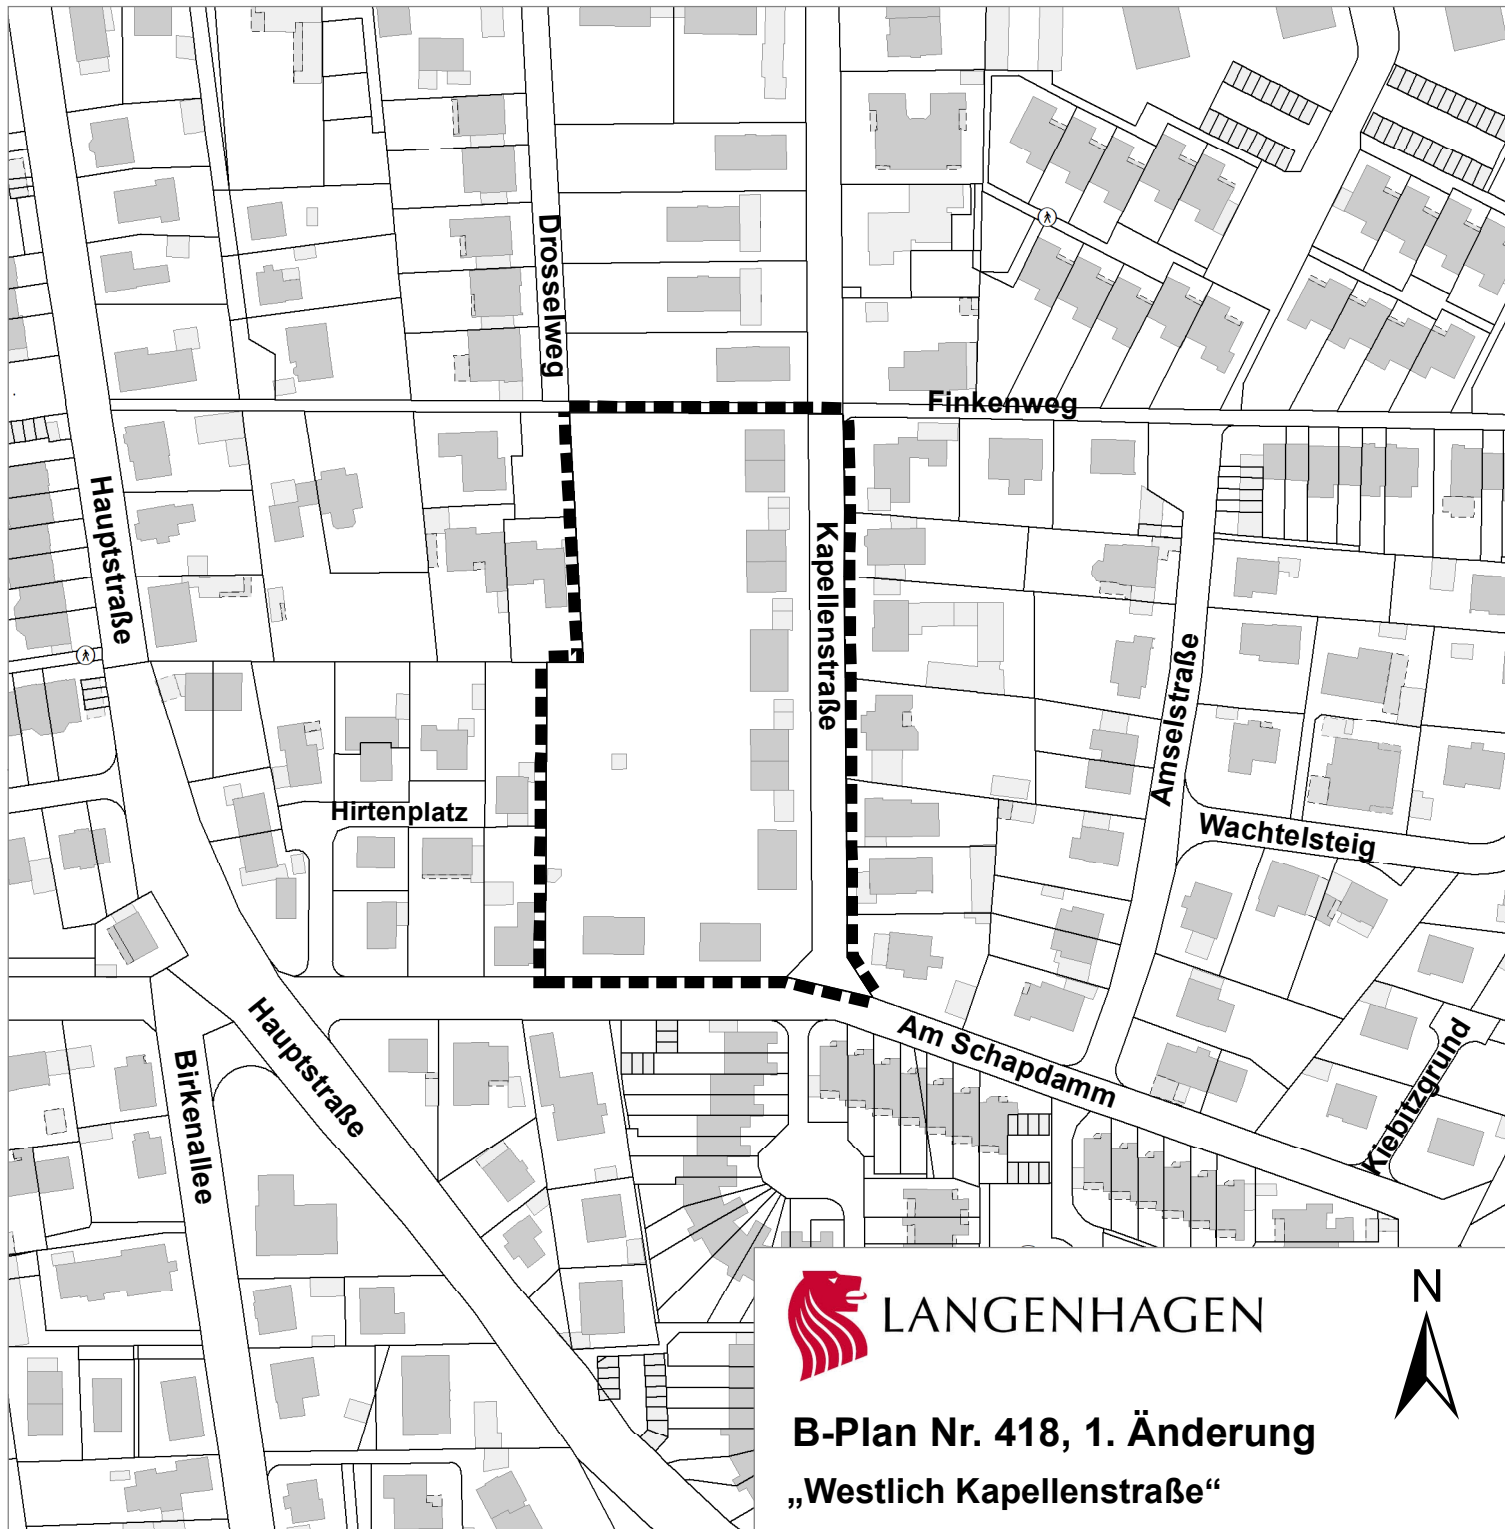 Drosselweg
Finkenweg
Hauptstraße
Kapellenstraße
Amselstraße
Hirtenplatz
Wachtelsteig
Hauptstraße
Am Schapdamm
Kiebitzgrund
Birkenallee
LANGENHAGEN
N
B-Plan Nr. 418, 1. Änderung
„Westlich Kapellenstraße“